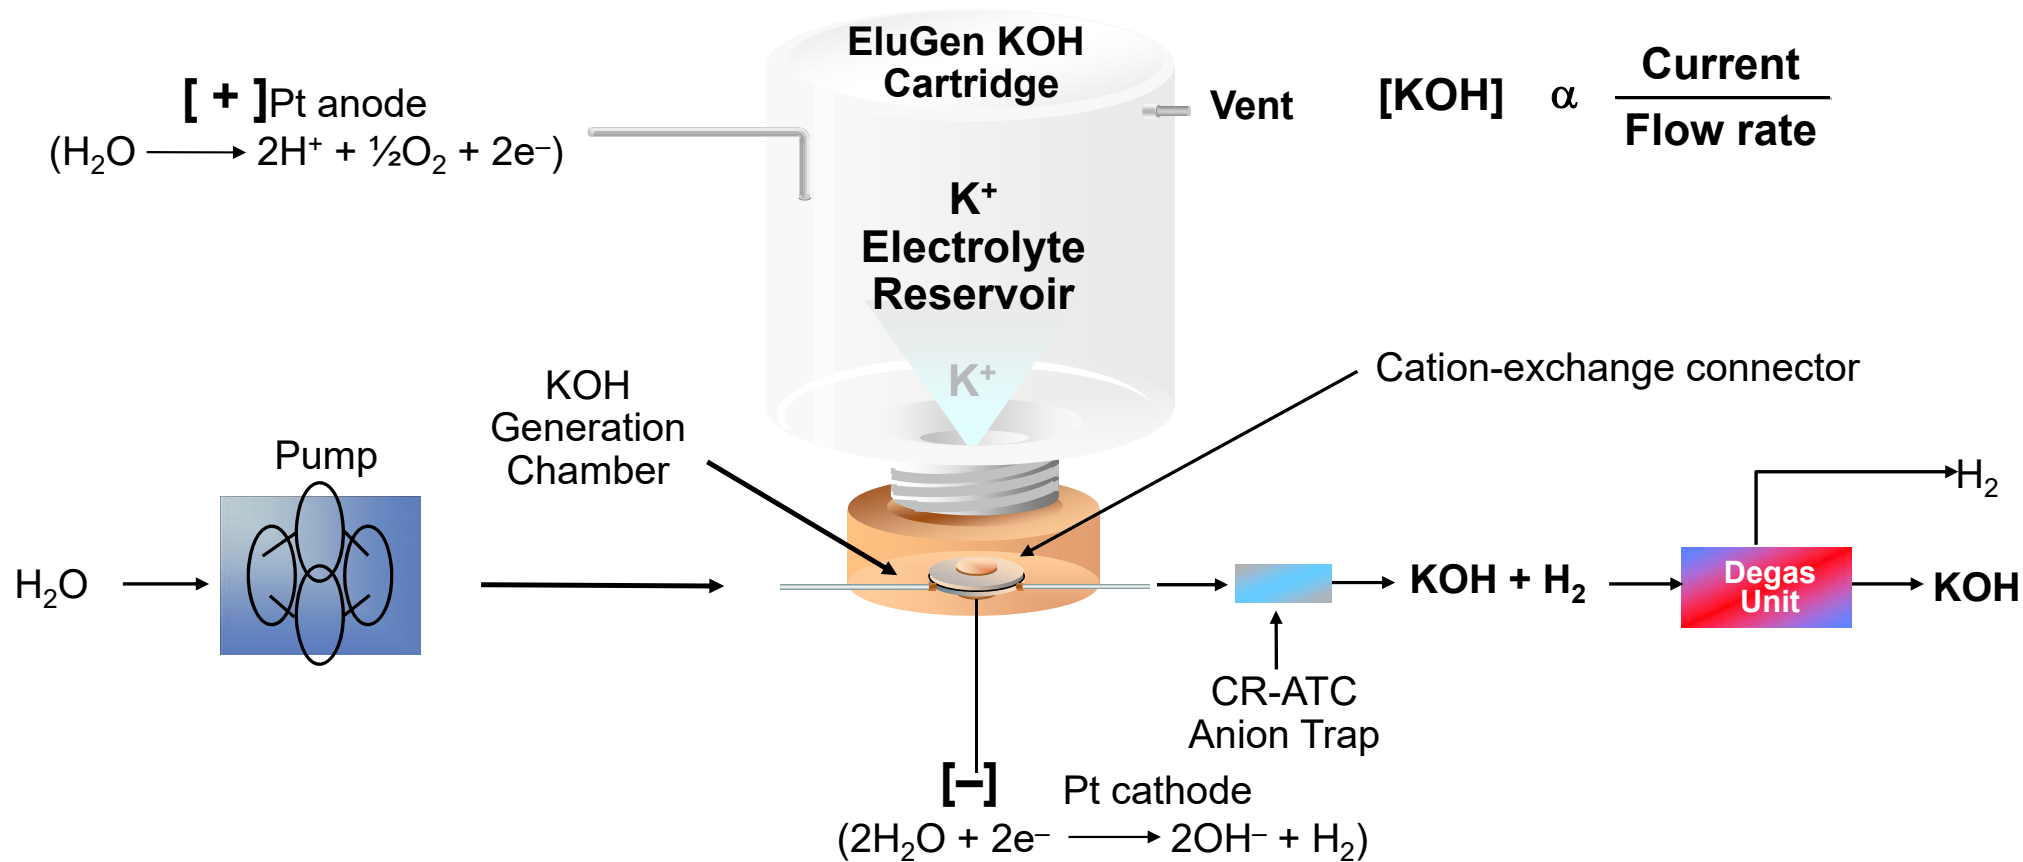 EluGen KOH
Cartridge
[ + ]Pt anode
(H₂O ⟶ 2H⁺ + ½O₂ + 2e⁻)
Vent
[KOH] α Current
Flow rate
K⁺
Electrolyte
Reservoir
K⁺
Cation-exchange connector
KOH
Generation
Chamber
Pump
H₂O
H₂
KOH + H₂
Degas
Unit
KOH
CR-ATC
Anion Trap
[–]
Pt cathode
(2H₂O + 2e⁻ ⟶ 2OH⁻ + H₂)